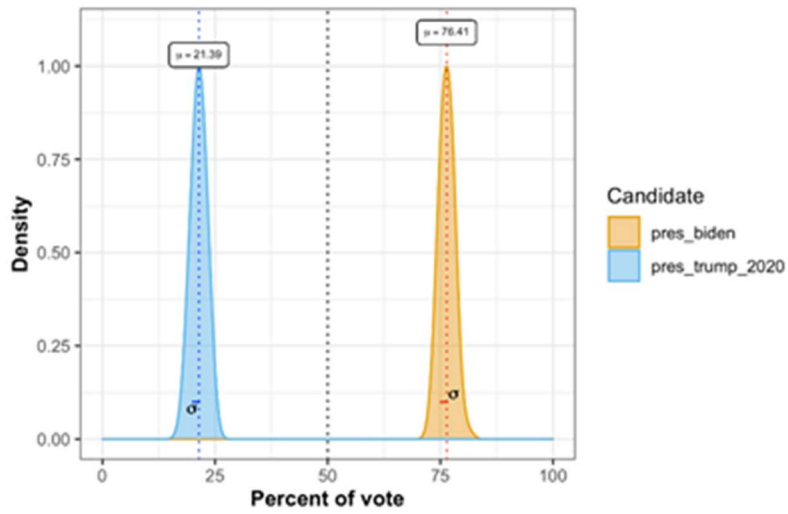 μ = 76.41
μ = 21.39
1.00
0.75
0.50
0.25
0.00
Density
σ
σ
0
25
50
75
100
Percent of vote
Candidate
pres_biden
pres_trump_2020